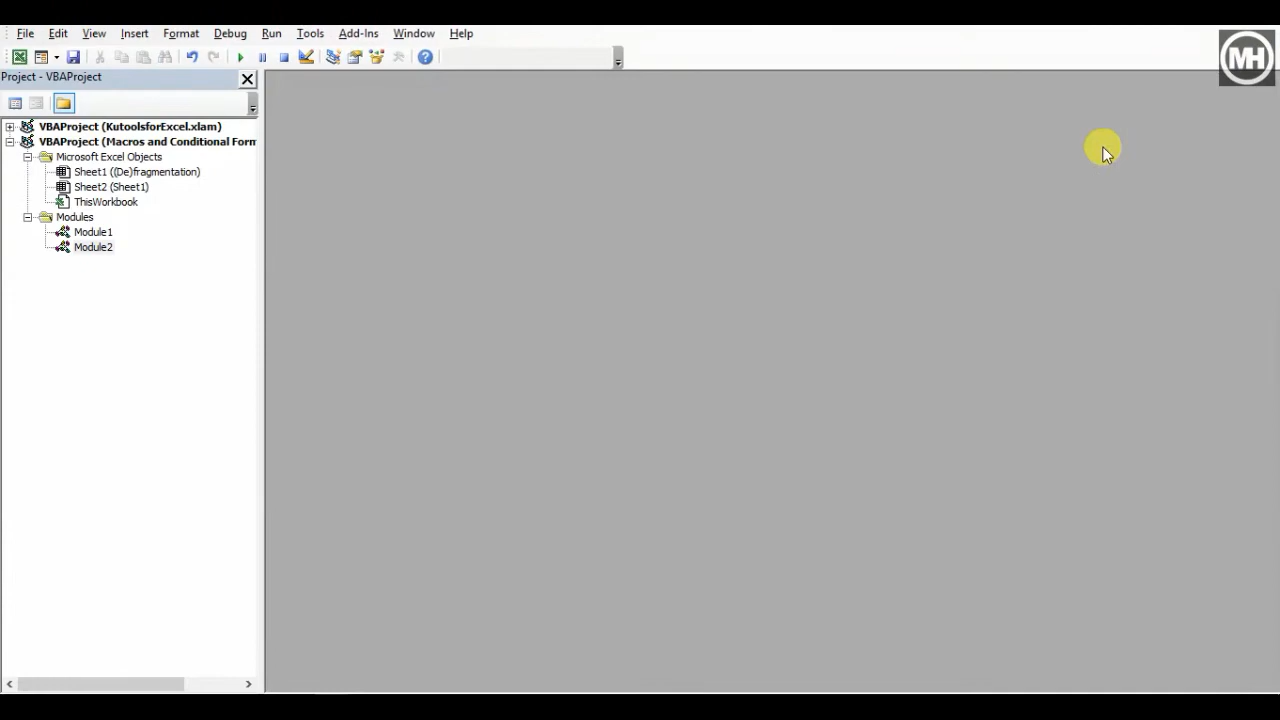 File Edit View Insert Format Debug Run Tools Add-Ins Window Help
MH
Project - VBAProject
VBAProject (KutoolsforExcel.xlam)
VBAProject (Macros and Conditional Form
Microsoft Excel Objects
Sheet1 ((De)fragmentation)
Sheet2 (Sheet1)
ThisWorkbook
Modules
Module1
Module2